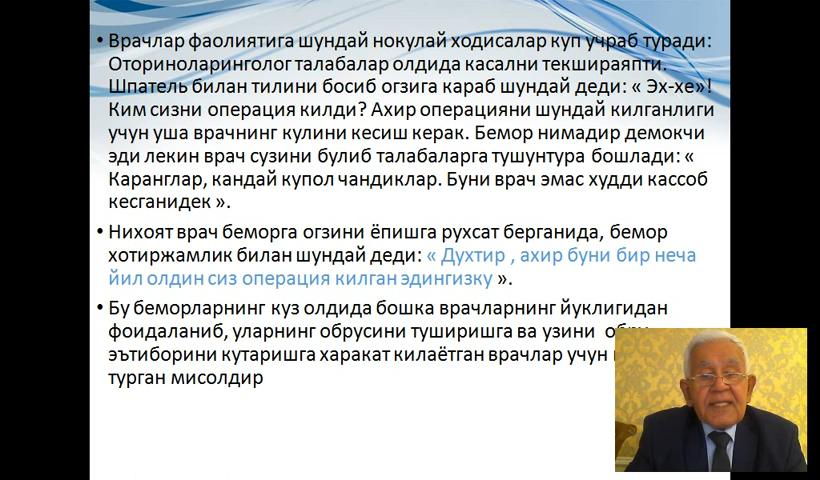 • Врачлар фаолиятига шундай нокулай ходисалар куп учраб туради:
Оториноларинголог талабалар олдида касални текшираяпти.
Шпатель билан тилини босиб огзига караб шундай деди: « Эх-хе»!
Ким сизни операция килди? Ахир операцияни шундай килганлиги
учун уша врачнинг кулини кесиш керак. Бемор нимадир демокчи
эди лекин врач сузини булиб талабаларга тушунтура бошлади: «
Каранглар, кандай купол чандиклар. Буни врач эмас худди кассоб
кесганидек ».
• Нихоят врач беморга огзини ёпишга рухсат берганида, бемор
хотиржамлик билан шундай деди: « Духтир , ахир буни бир неча
йил олдин сиз операция килган эдингизку ».
• Бу беморларнинг куз олдида бошка врачларнинг йуклигидан
фоидаланиб, уларнинг обрусини туширишга ва узини
эътиборини кутаришга харакат килаётган врачлар учун
турган мисолдир